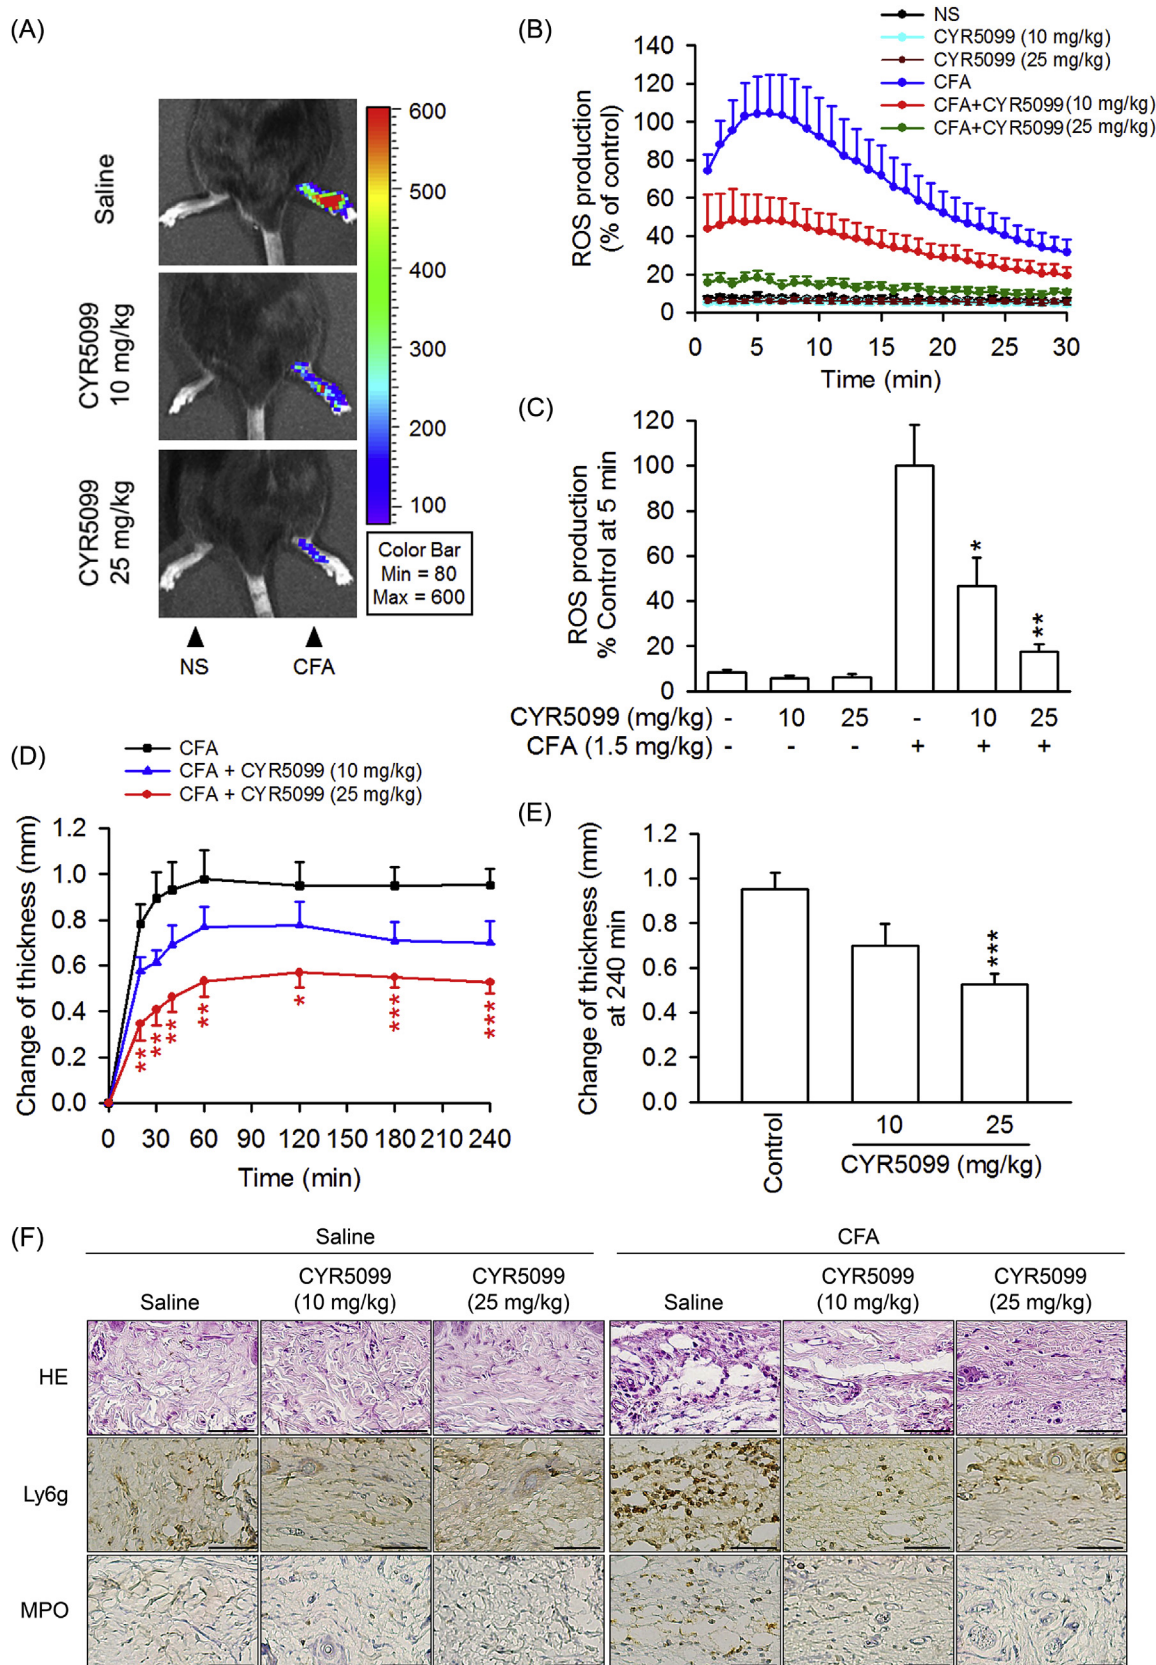 (A)
Saline
CYR5099
10 mg/kg
CYR5099
25 mg/kg
600
500
400
300
200
100
Color Bar
Min = 80
Max = 600
NS
CFA
(B)
NS
CYR5099 (10 mg/kg)
CYR5099 (25 mg/kg)
CFA
CFA+CYR5099 (10 mg/kg)
CFA+CYR5099 (25 mg/kg)
ROS production
(% of control)
140
120
100
80
60
40
20
0
0 5 10 15 20 25 30
Time (min)
(C)
ROS production
% Control at 5 min
120
100
80
60
40
20
0
*
**
CYR5099 (mg/kg) - 10 25 - 10 25
CFA (1.5 mg/kg) - - - + + +
(D)
CFA
CFA + CYR5099 (10 mg/kg)
CFA + CYR5099 (25 mg/kg)
Change of thickness (mm)
1.2
1.0
0.8
0.6
0.4
0.2
0.0
** ** ** ** * *** ***
0 30 60 90 120 150 180 210 240
Time (min)
(E)
Change of thickness (mm)
at 240 min
1.2
1.0
0.8
0.6
0.4
0.2
0.0
***
Control
10 25
CYR5099 (mg/kg)
(F)
Saline CFA
Saline CYR5099 (10 mg/kg) CYR5099 (25 mg/kg) Saline CYR5099 (10 mg/kg) CYR5099 (25 mg/kg)
HE
Ly6g
MPO